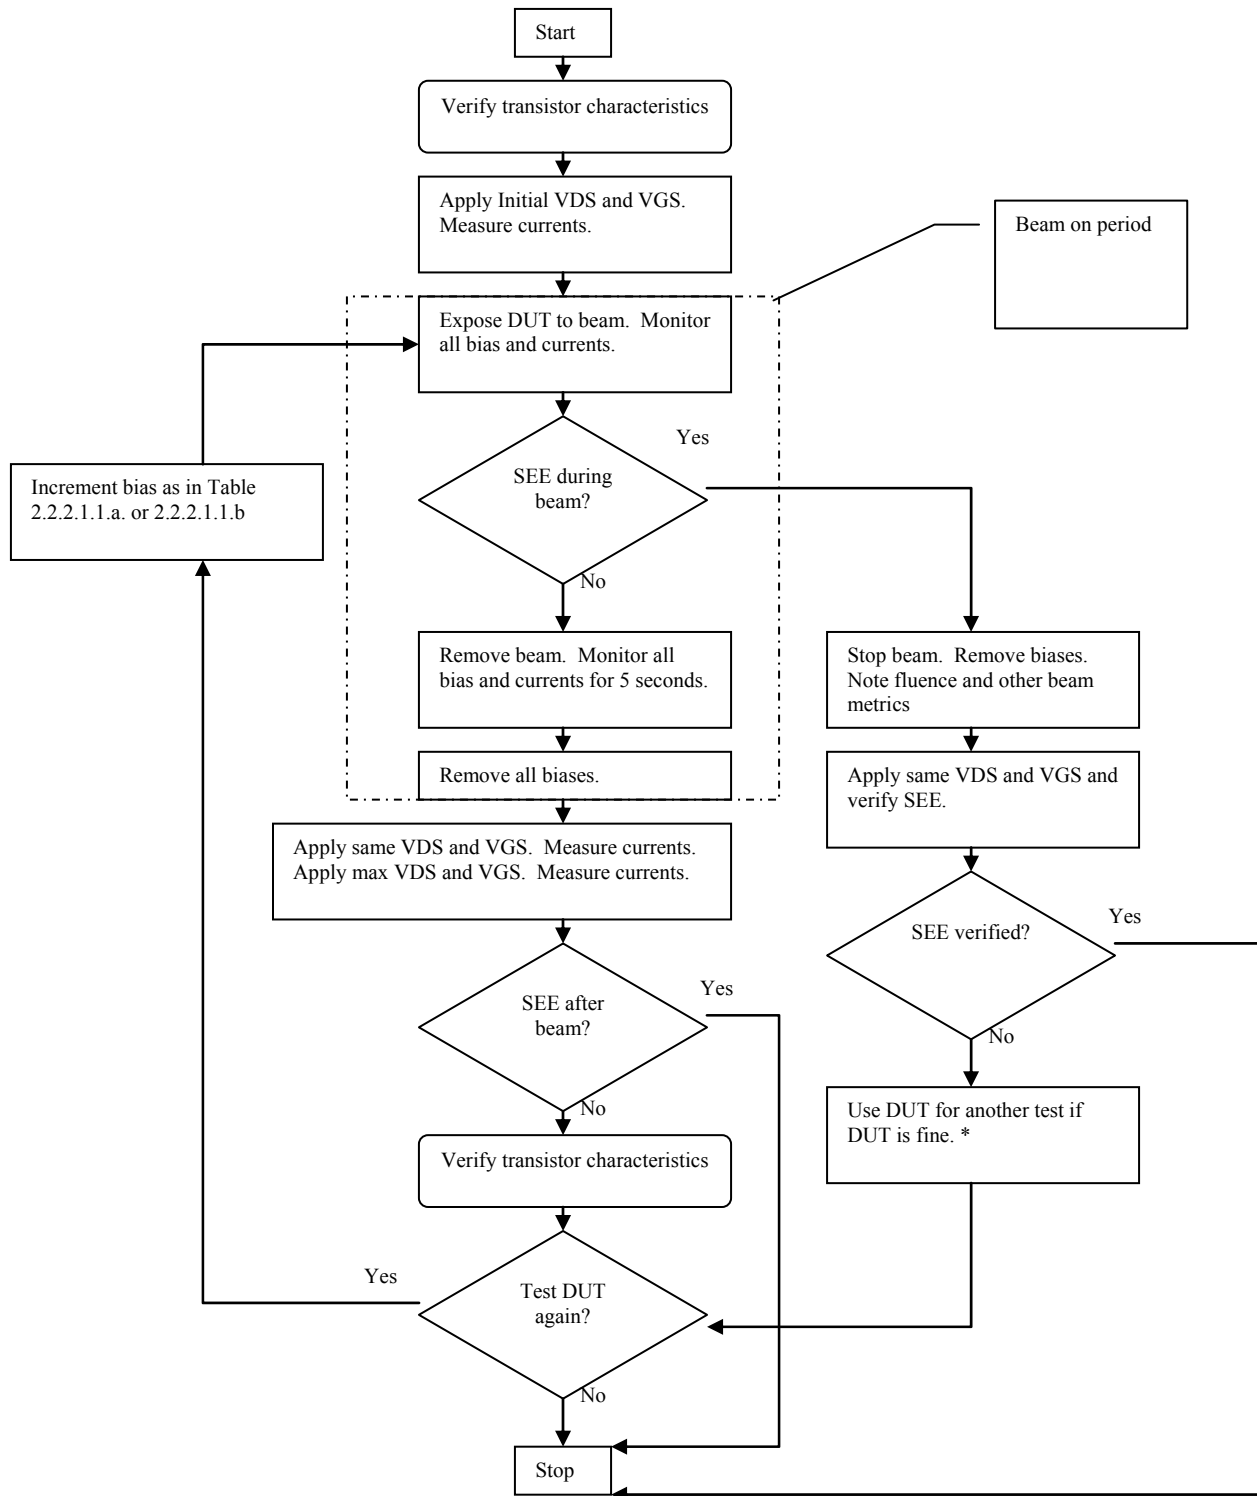 Start
Verify transistor characteristics
Apply Initial VDS and VGS.
Measure currents.
Beam on period
Expose DUT to beam.  Monitor
all bias and currents.
Yes
SEE during
beam?
Increment bias as in Table
2.2.2.1.1.a. or 2.2.2.1.1.b
No
Remove beam.  Monitor all
bias and currents for 5 seconds.
Stop beam.  Remove biases.
Note fluence and other beam
metrics
Remove all biases.
Apply same VDS and VGS and
verify SEE.
Apply same VDS and VGS.  Measure currents.
Apply max VDS and VGS.  Measure currents.
SEE verified?
Yes
SEE after
beam?
Yes
No
No
Use DUT for another test if
DUT is fine. *
Verify transistor characteristics
Yes
Test DUT
again?
No
Stop